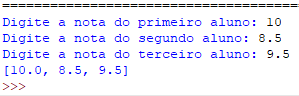 ======================================
Digite a nota do primeiro aluno: 10
Digite a nota do segundo aluno: 8.5
Digite a nota do terceiro aluno: 9.5
[10.0, 8.5, 9.5]
>>>